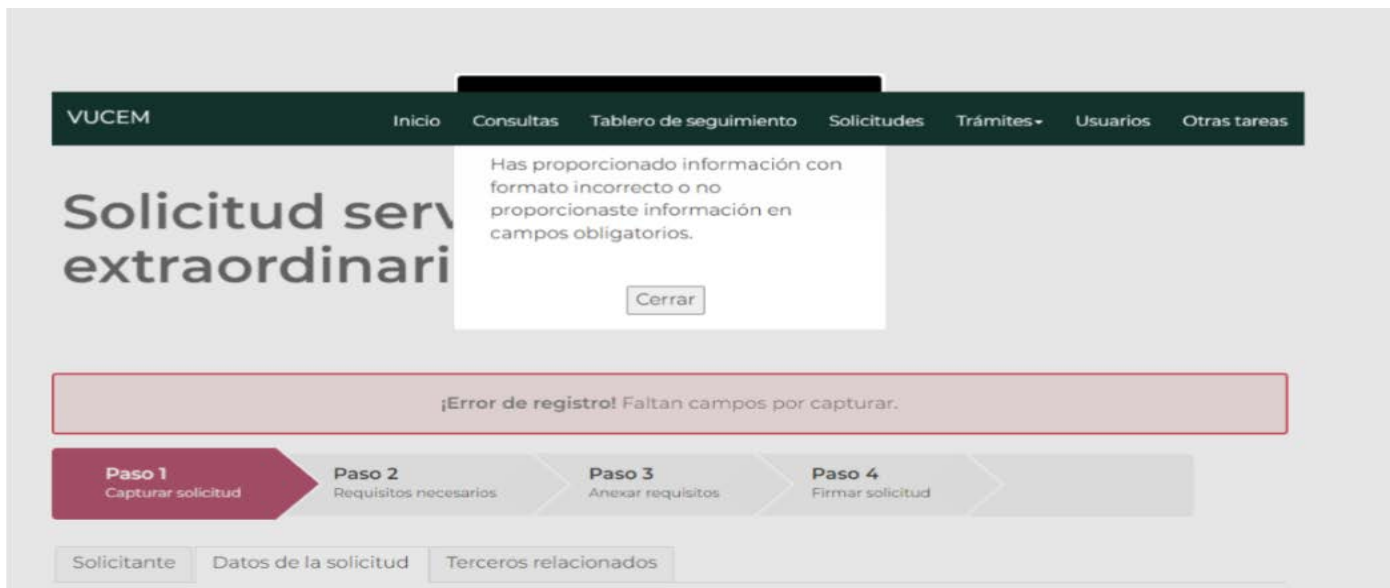 VUCEM Inicio Consultas Tablero de seguimiento Solicitudes Trámites Usuarios Otras tareas
Has proporcionado información con
formato incorrecto o no
proporcionaste información en
campos obligatorios.
Cerrar
Solicitud serv
extraordinari
¡Error de registro! Faltan campos por capturar.
Paso 1 Paso 2 Paso 3 Paso 4
Capturar solicitud Requisitos necesarios Anexar requisitos Firmar solicitud
Solicitante Datos de la solicitud Terceros relacionados